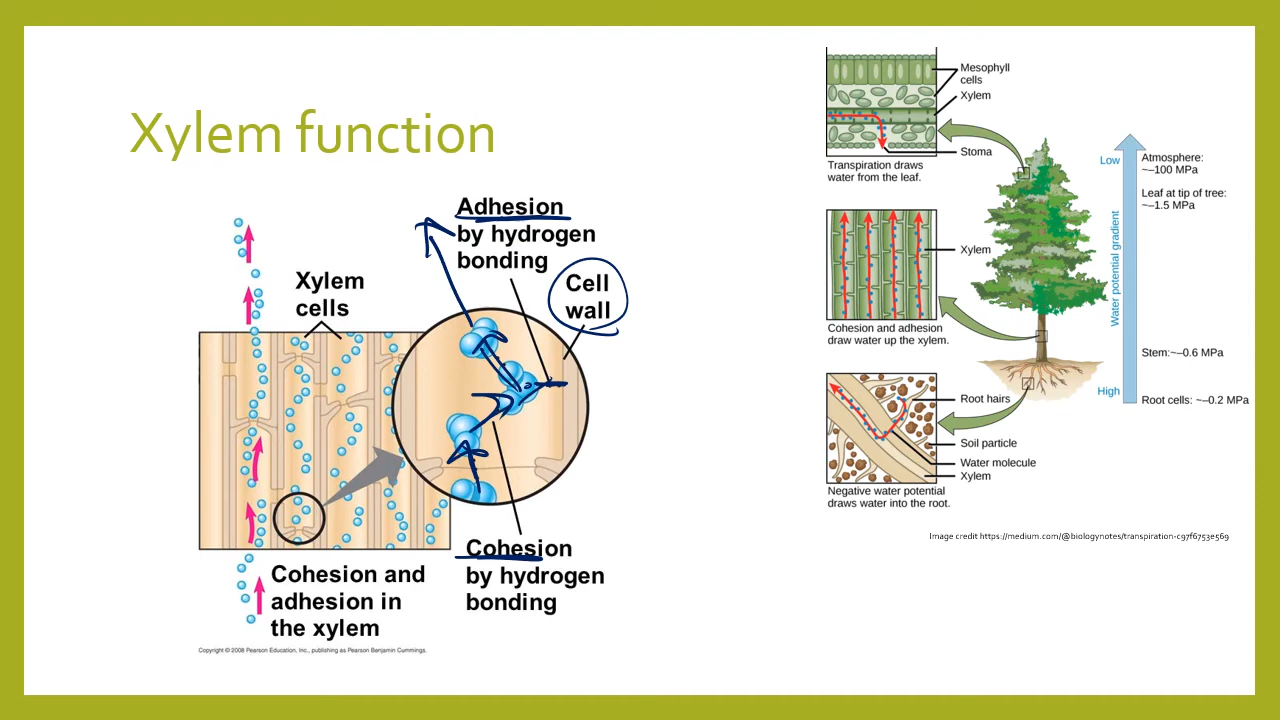 Xylem function
Adhesion
by hydrogen
bonding
Cell
wall
Xylem
cells
Cohesion
by hydrogen
bonding
Cohesion and
adhesion in
the xylem
Copyright © 2008 Pearson Education, Inc., publishing as Pearson Benjamin Cummings.
Mesophyll
cells
Xylem
Stoma
Transpiration draws
water from the leaf.
Xylem
Cohesion and adhesion
draw water up the xylem.
Root hairs
Soil particle
Water molecule
Xylem
Negative water potential
draws water into the root.
Low
Water potential gradient
High
Atmosphere:
~–100 MPa
Leaf at tip of tree:
~–1.5 MPa
Stem:~–0.6 MPa
Root cells: ~–0.2 MPa
Image credit https://medium.com/@biologynotes/transpiration-c97f6753e569